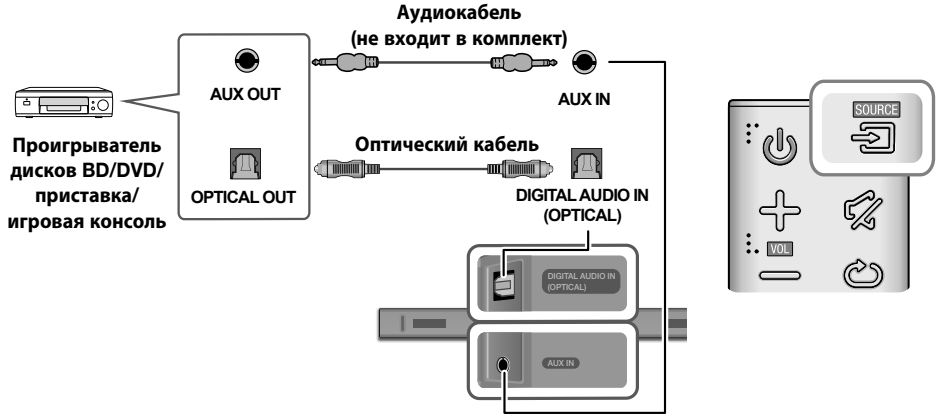 Аудиокабель
(не входит в комплект)
AUX OUT
AUX IN
SOURCE
Проигрыватель
дисков BD/DVD/
приставка/
игровая консоль
Оптический кабель
OPTICAL OUT
DIGITAL AUDIO IN
(OPTICAL)
VOL
DIGITAL AUDIO IN
(OPTICAL)
AUX IN